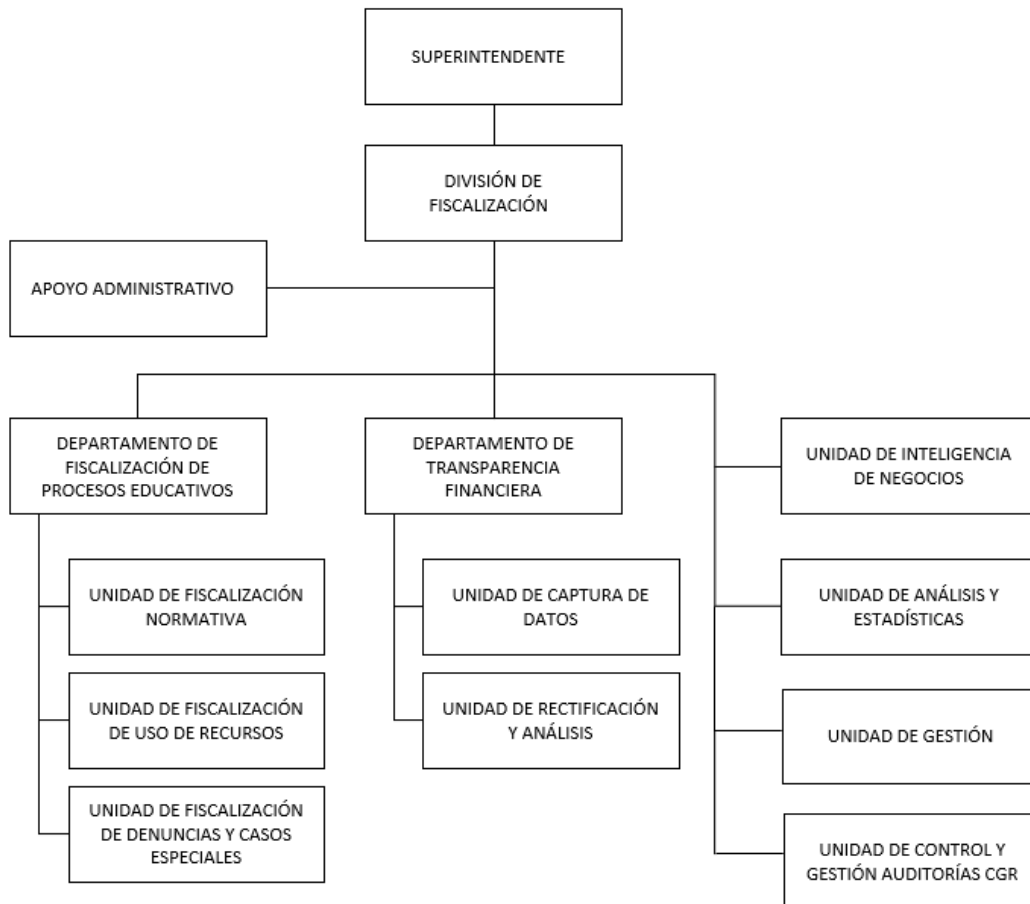 SUPERINTENDENTE
DIVISIÓN DE
FISCALIZACIÓN
APOYO ADMINISTRATIVO
DEPARTAMENTO DE
FISCALIZACIÓN DE
PROCESOS EDUCATIVOS
UNIDAD DE FISCALIZACIÓN
NORMATIVA
UNIDAD DE FISCALIZACIÓN
DE USO DE RECURSOS
UNIDAD DE FISCALIZACIÓN
DE DENUNCIAS Y CASOS
ESPECIALES
DEPARTAMENTO DE
TRANSPARENCIA
FINANCIERA
UNIDAD DE CAPTURA DE
DATOS
UNIDAD DE RECTIFICACIÓN
Y ANÁLISIS
UNIDAD DE INTELIGENCIA
DE NEGOCIOS
UNIDAD DE ANÁLISIS Y
ESTADÍSTICAS
UNIDAD DE GESTIÓN
UNIDAD DE CONTROL Y
GESTIÓN AUDITORÍAS CGR